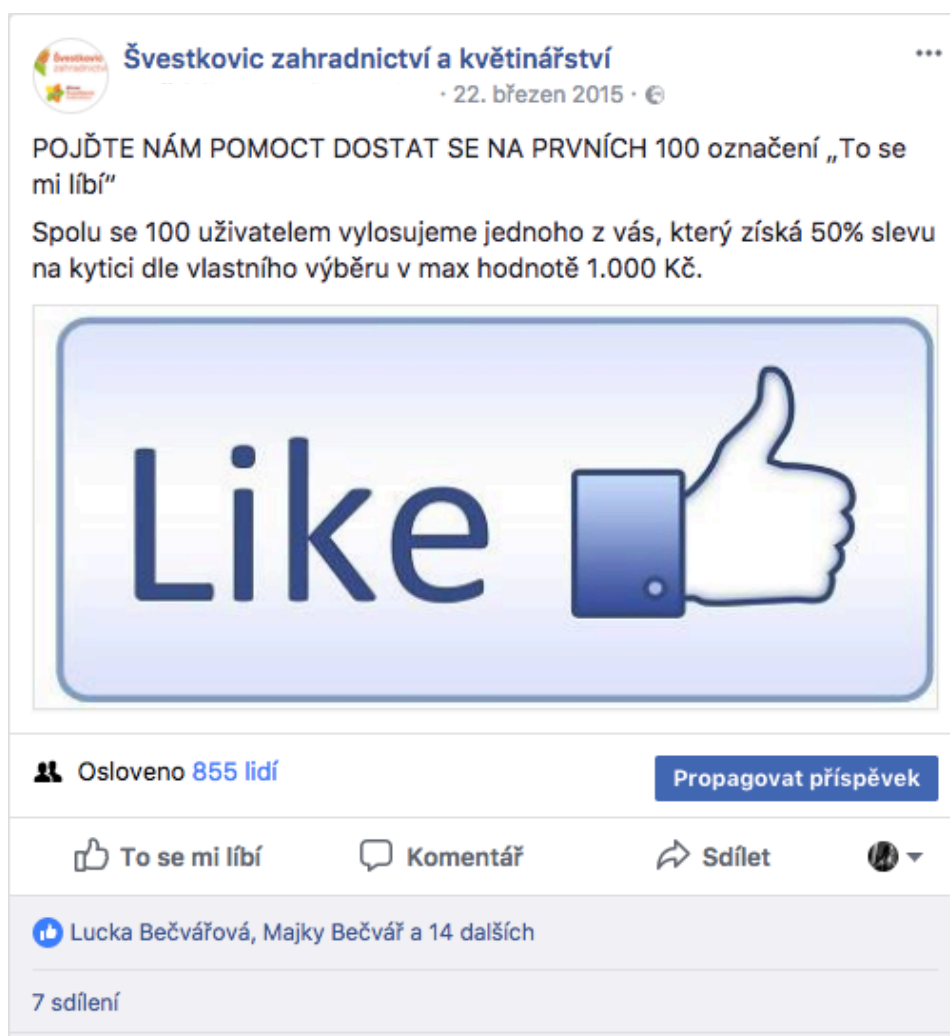 Švestkovic zahradnictví
Švestkovic zahradnictví a květinářství
· 22. březen 2015 ·
POJĎTE NÁM POMOCT DOSTAT SE NA PRVNÍCH 100 označení „To se
mi líbí“
Spolu se 100 uživatelem vylosujeme jednoho z vás, který získá 50% slevu
na kytici dle vlastního výběru v max hodnotě 1.000 Kč.
Like
Osloveno 855 lidí
Propagovat příspěvek
To se mi líbí Komentář Sdílet
Lucka Bečvářová, Majky Bečvář a 14 dalších
7 sdílení